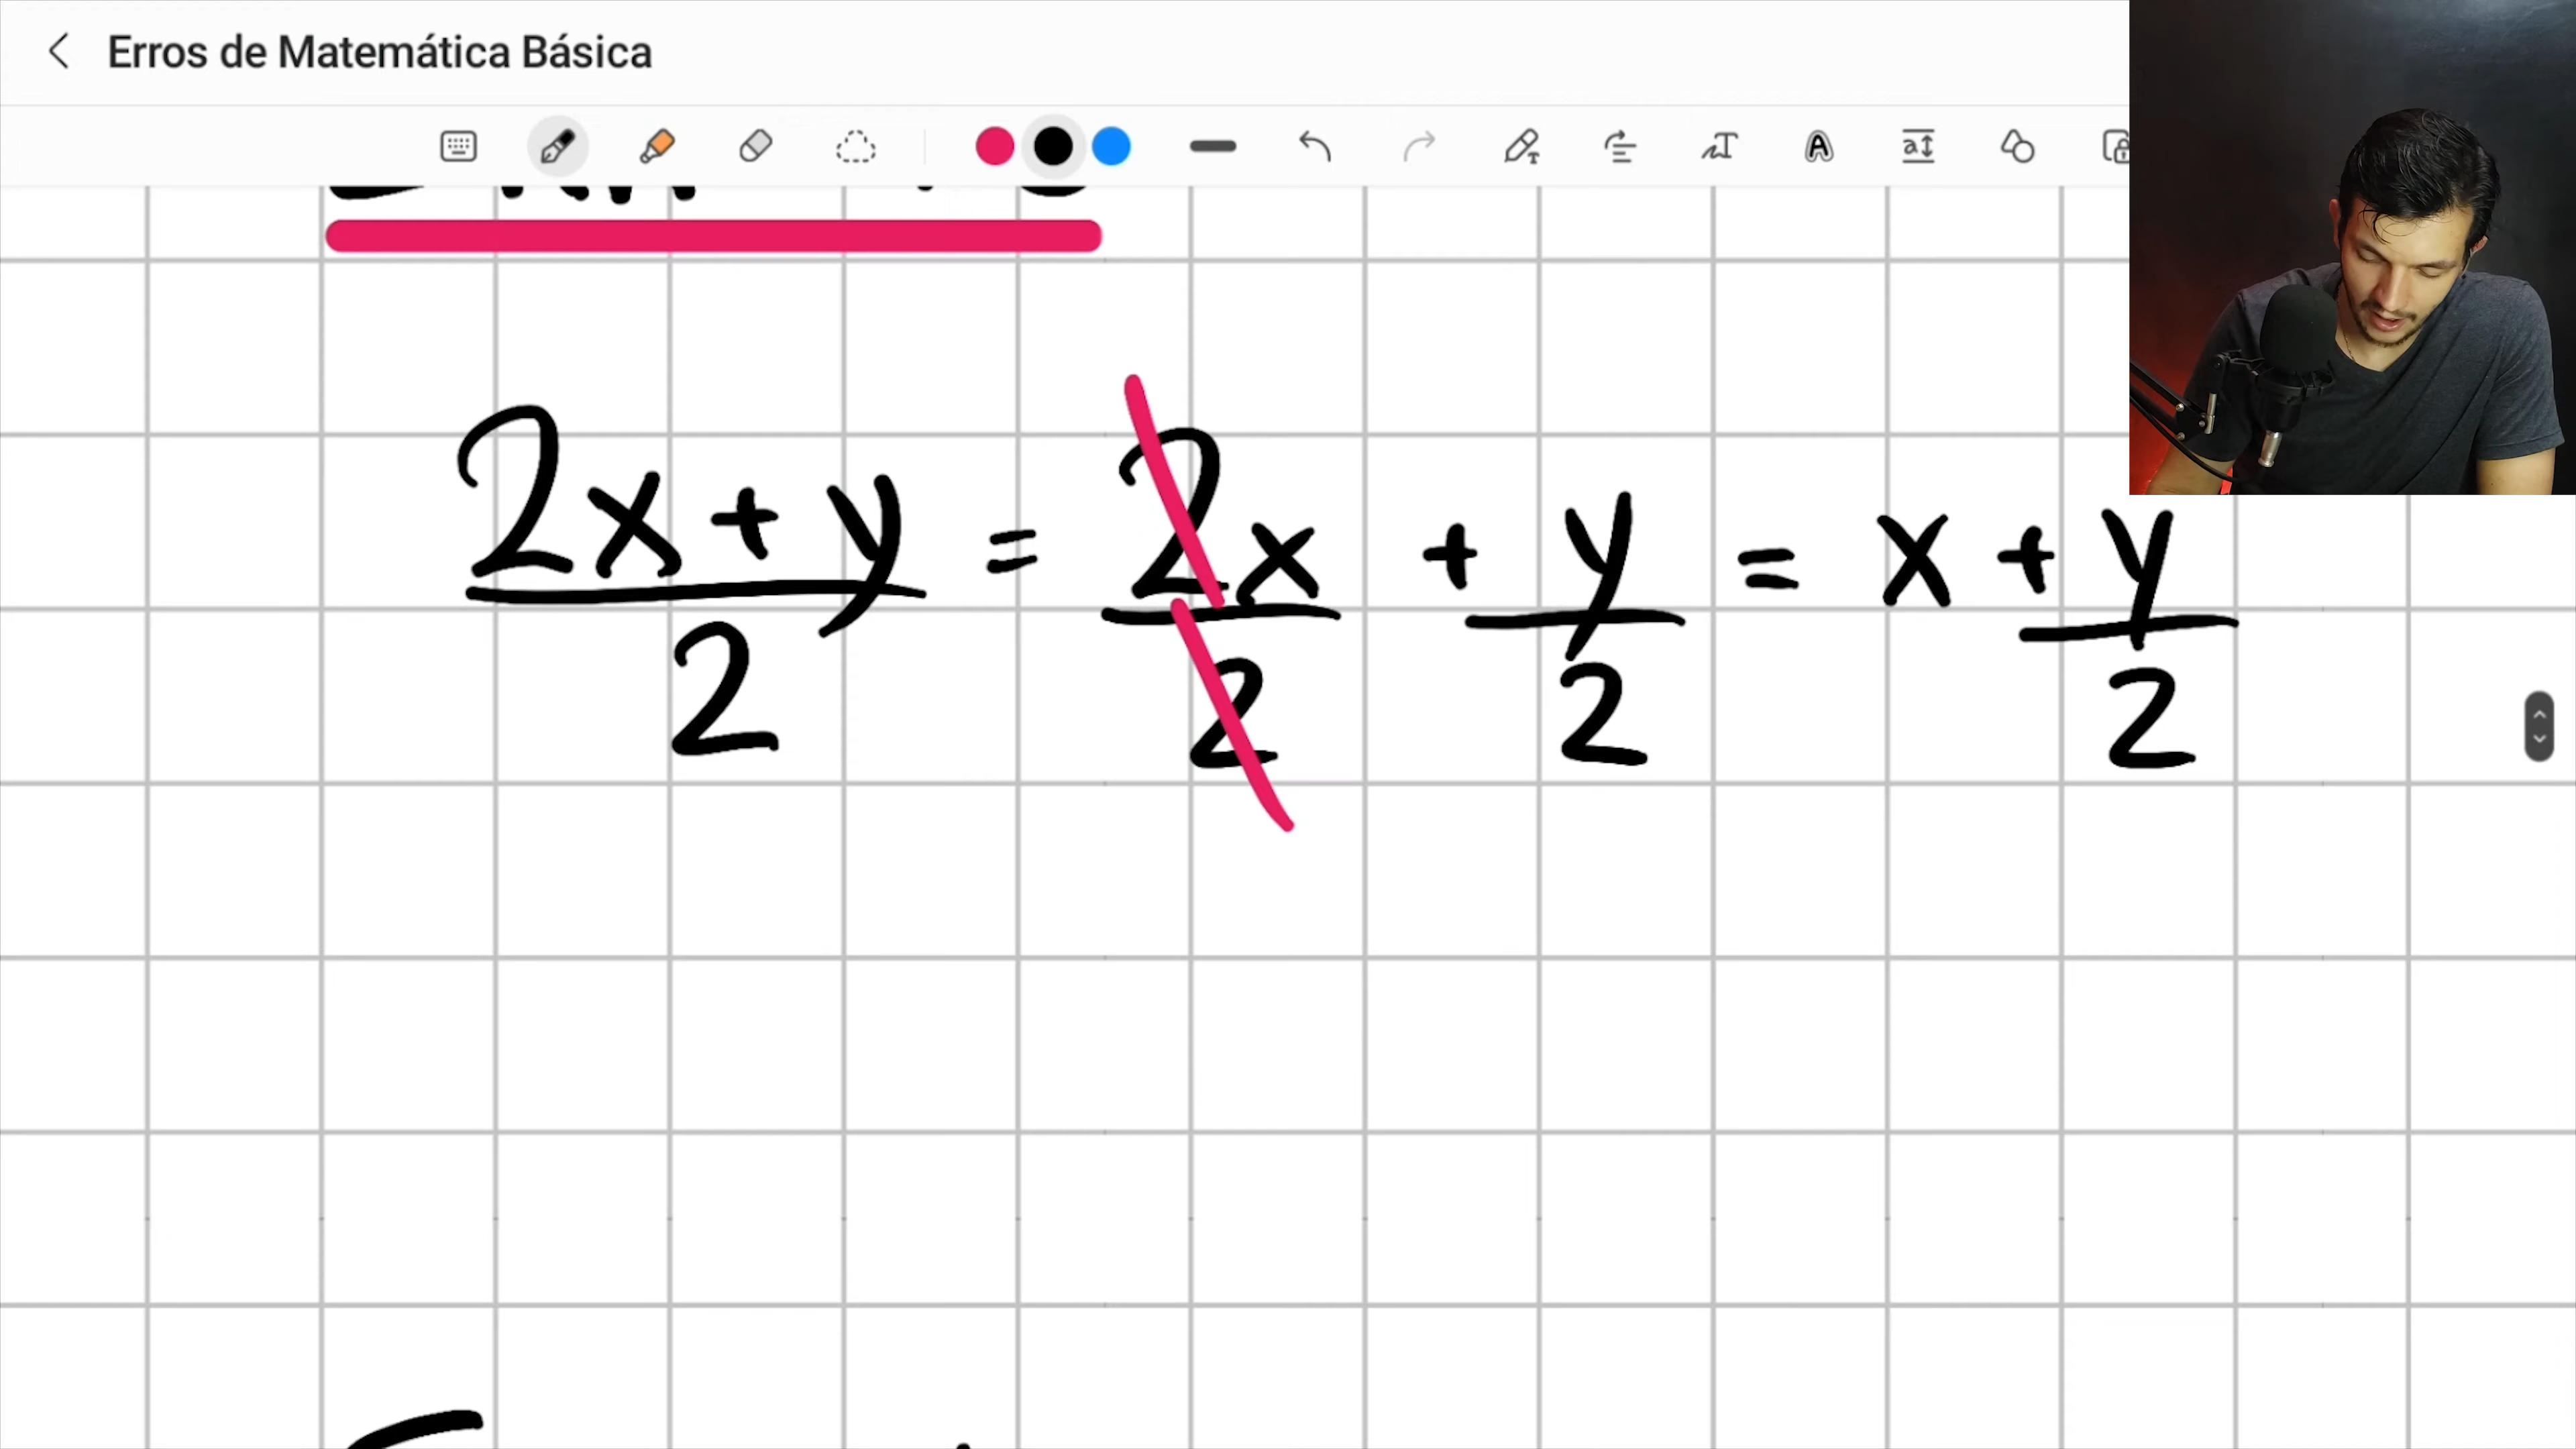 Erros de Matemática Básica
2x + y / 2 = 2x / 2 + y / 2 = x + y / 2